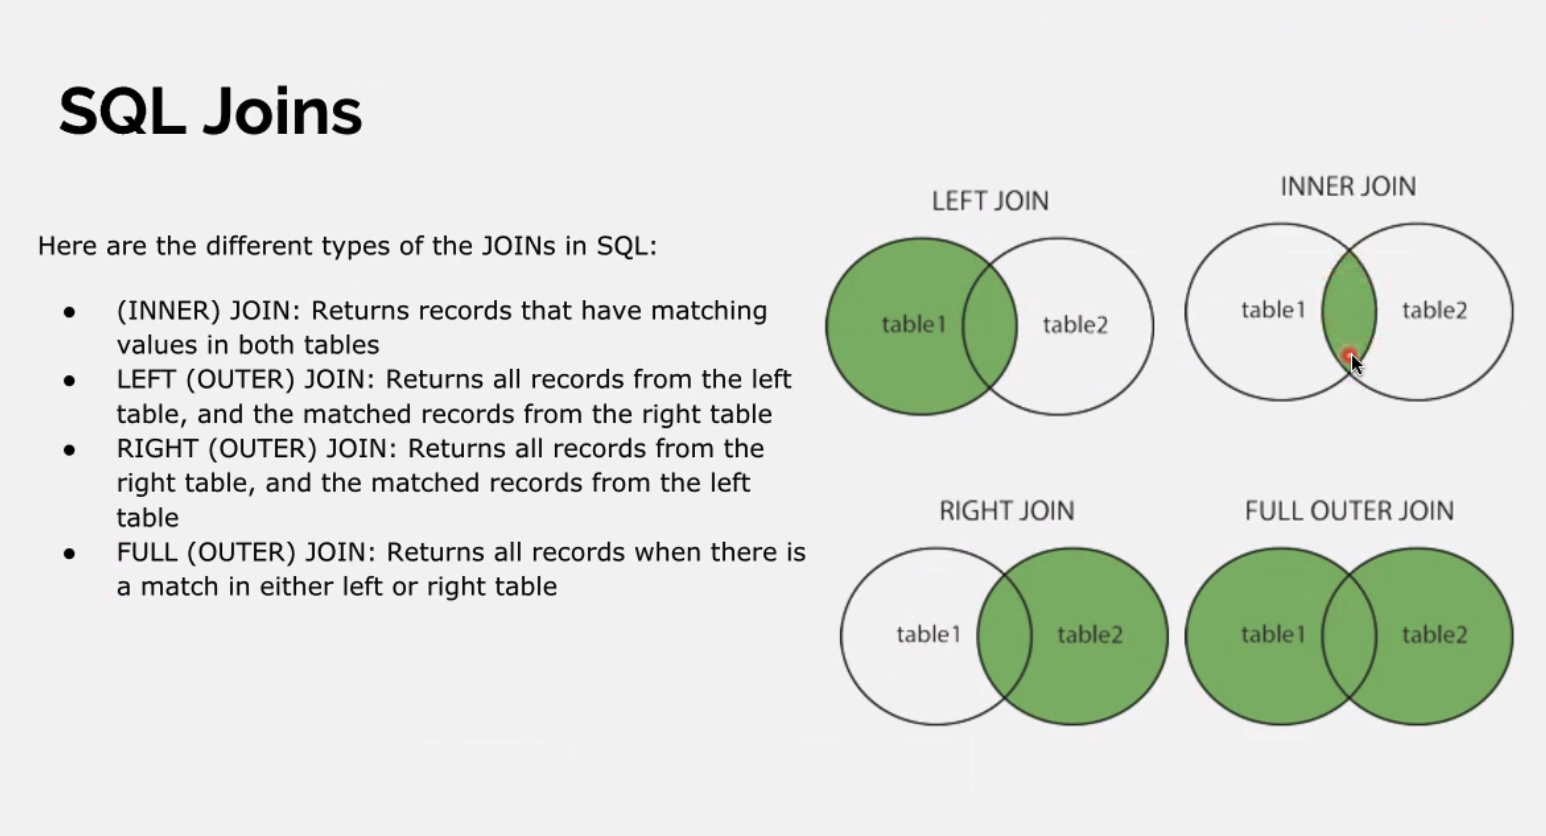 SQL Joins
Here are the different types of the JOINs in SQL:
● (INNER) JOIN: Returns records that have matching
values in both tables
● LEFT (OUTER) JOIN: Returns all records from the left
table, and the matched records from the right table
● RIGHT (OUTER) JOIN: Returns all records from the
right table, and the matched records from the left
table
● FULL (OUTER) JOIN: Returns all records when there is
a match in either left or right table
LEFT JOIN
table1
table2
INNER JOIN
table1
table2
RIGHT JOIN
table1
table2
FULL OUTER JOIN
table1
table2